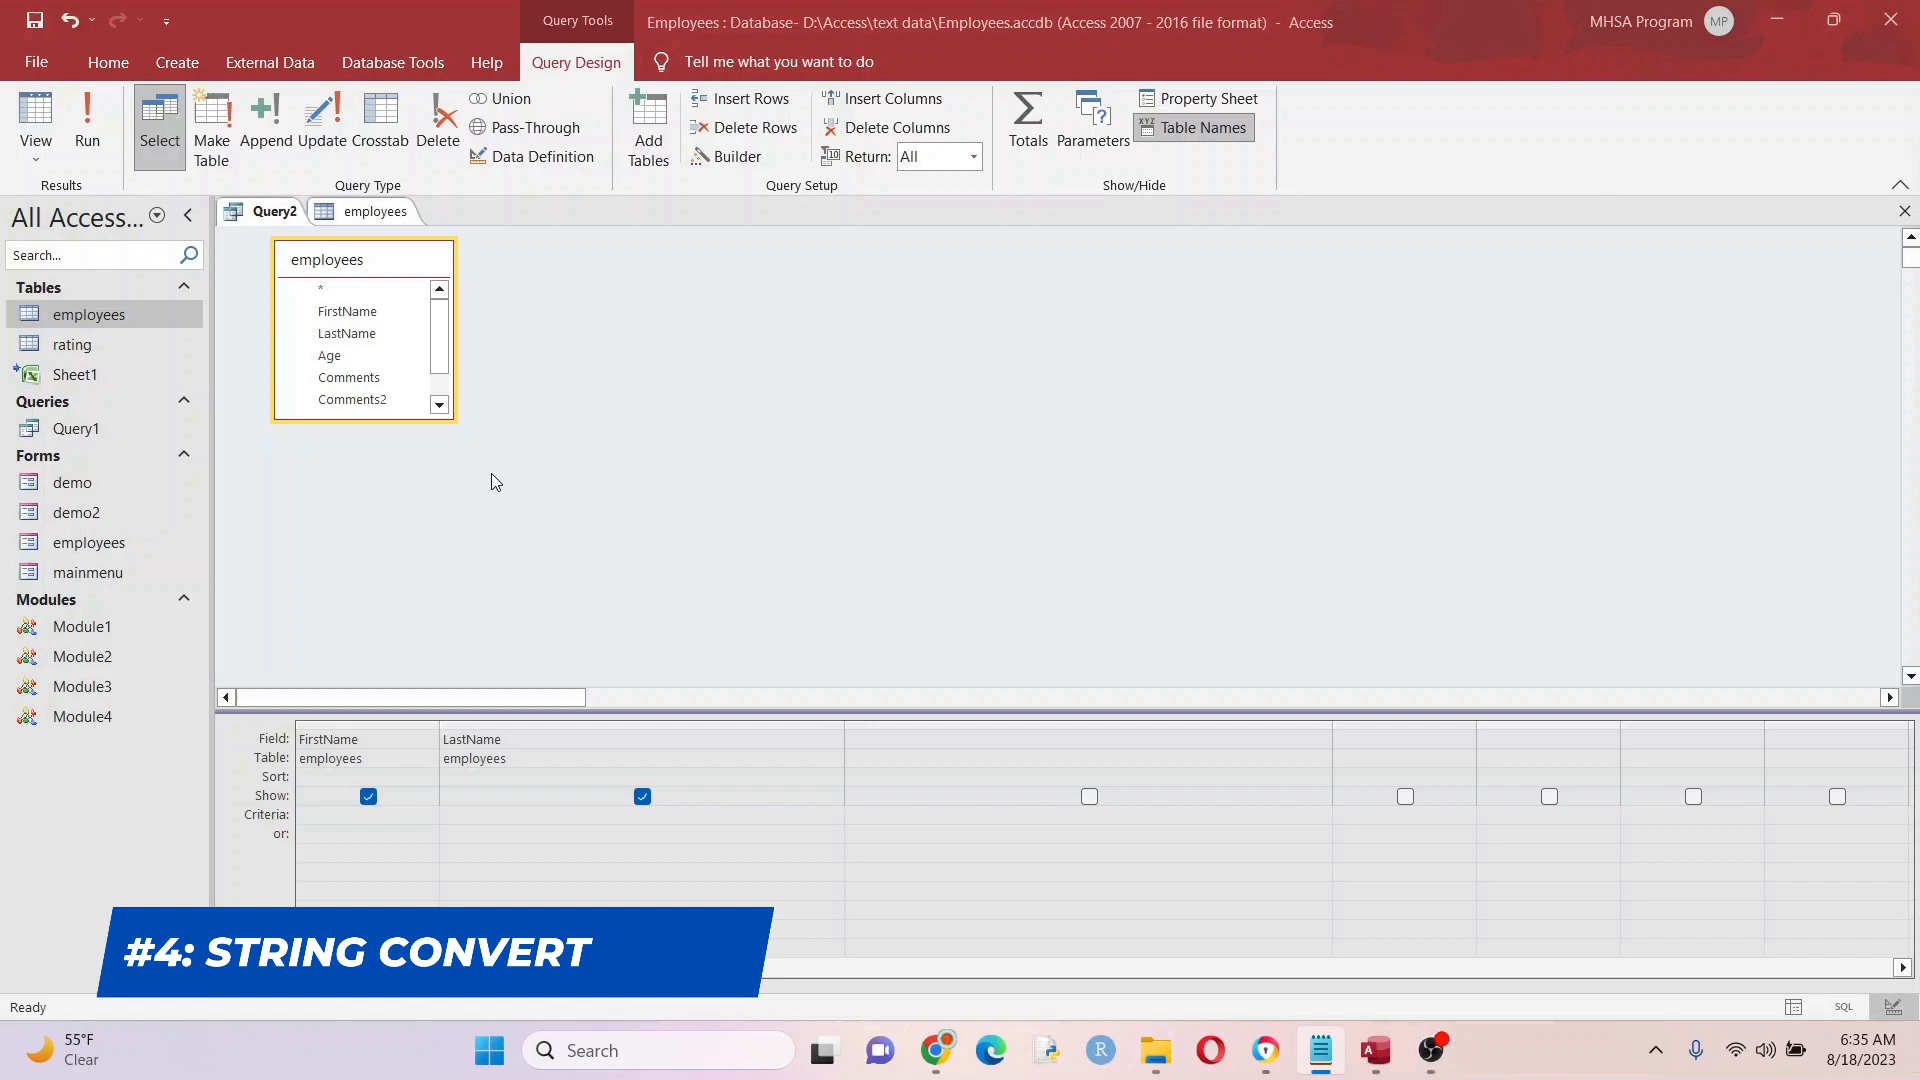 Query Tools
Employees : Database- D:\Access\text data\Employees.accdb (Access 2007 - 2016 file format) - Access
MHSA Program
MP
File
Home
Create
External Data
Database Tools
Help
Query Design
Tell me what you want to do
View
Run
Select
Make Table
Append
Update
Crosstab
Delete
Union
Pass-Through
Data Definition
Add Tables
Insert Rows
Delete Rows
Builder
Insert Columns
Delete Columns
Return: All
Totals
Parameters
Property Sheet
Table Names
Results
Query Type
Query Setup
Show/Hide
All Access...
Search...
Tables
employees
rating
Sheet1
Queries
Query1
Forms
demo
demo2
employees
mainmenu
Modules
Module1
Module2
Module3
Module4
Query2
employees
employees
*
FirstName
LastName
Age
Comments
Comments2
Field: FirstName LastName
Table: employees employees
Sort:
Show:
Criteria:
or:
#4: STRING CONVERT
Ready
SQL
55°F
Clear
Search
6:35 AM
8/18/2023